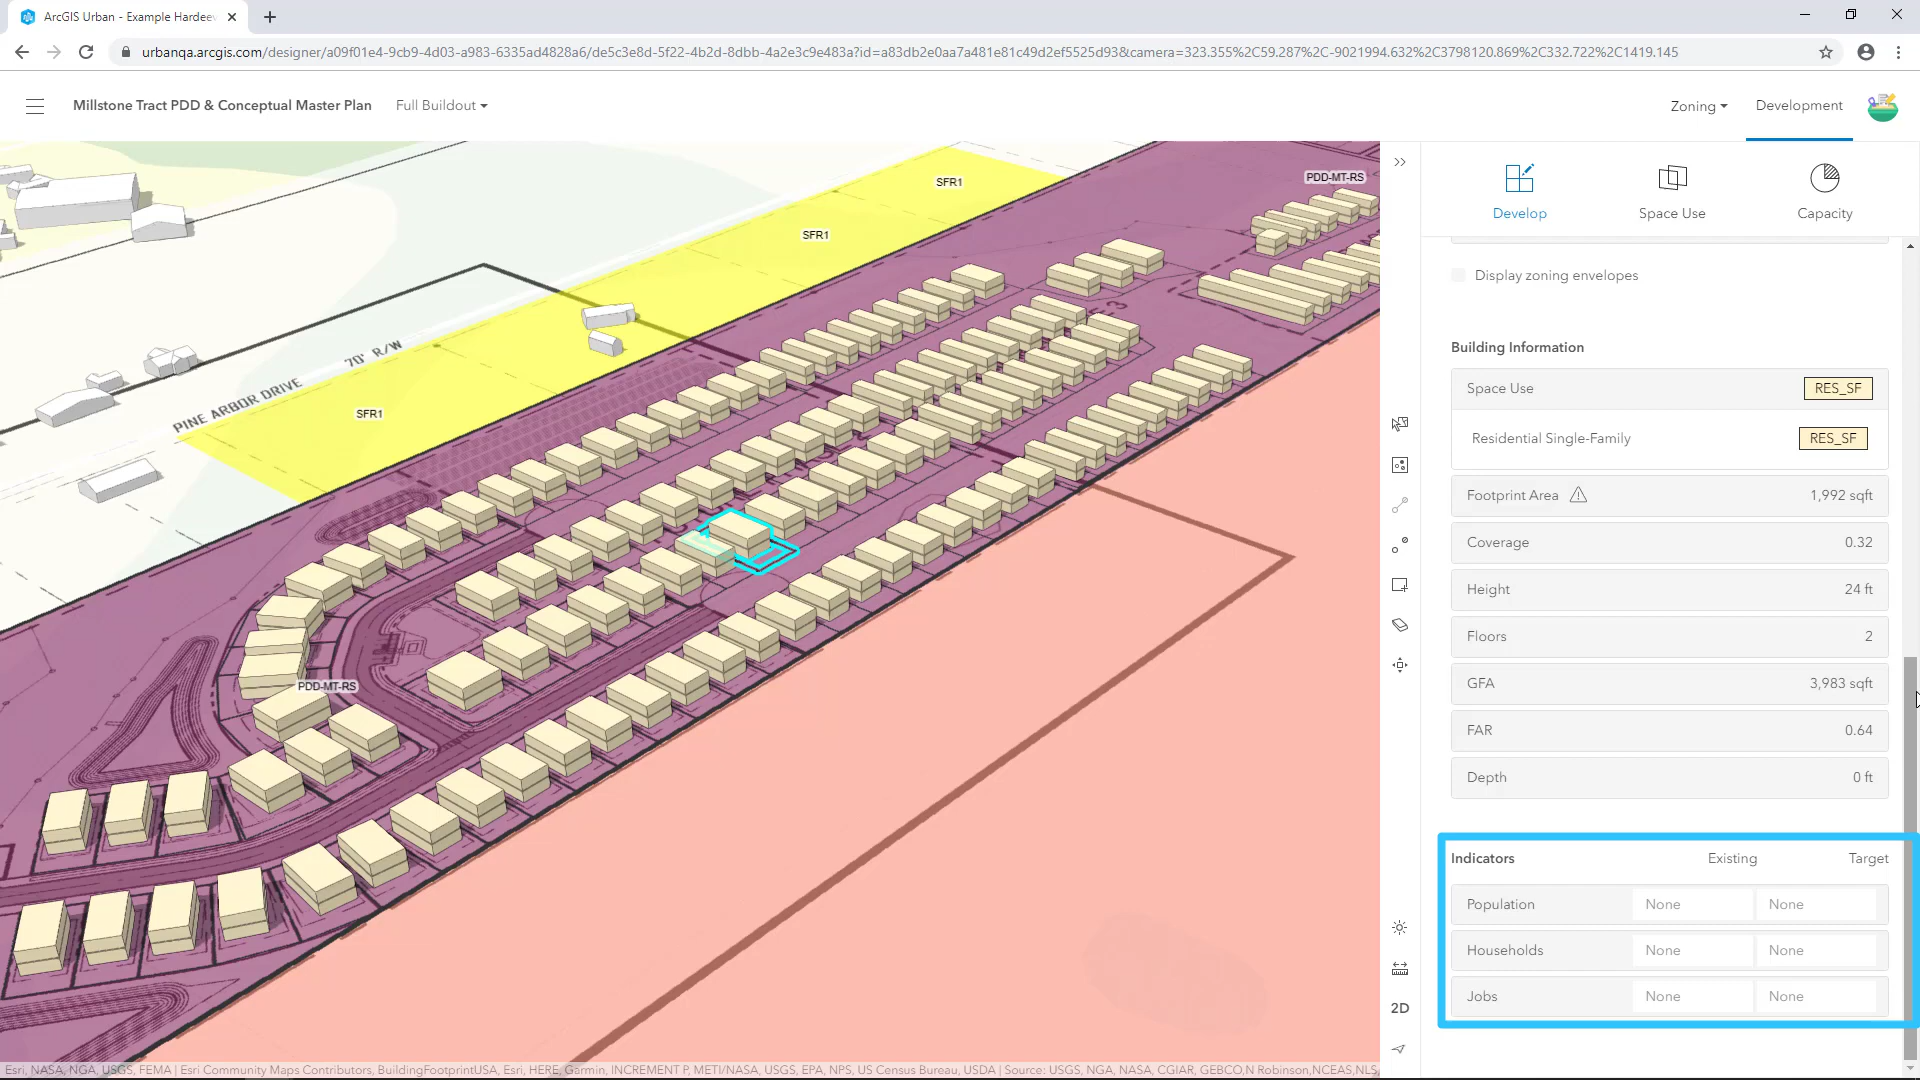 ArcGIS Urban - Example Hardeev
urbanqa.arcgis.com/designer/a09f01e4-9cb9-4d03-a983-6335ad4828a6/de5c3e8d-5f22-4b2d-8dbb-4a2e3c9e483a?id=a83db2e0aa7a481e81c49d2ef5525d93&camera=323.355%2C59.287%2C-9021994.632%2C3798120.869%2C332.722%2C1419.145
Millstone Tract PDD & Conceptual Master Plan Full Buildout Zoning Development
Develop Space Use Capacity
Display zoning envelopes
Building Information
Space Use RES_SF
Residential Single-Family RES_SF
Footprint Area 1,992 sqft
Coverage 0.32
Height 24 ft
Floors 2
GFA 3,983 sqft
FAR 0.64
Depth 0 ft
Indicators Existing Target
Population None None
Households None None
Jobs None None
2D
PDD-MT-RS
SFR1
SFR1
SFR1
PINE ARBOR DRIVE 70' R/W
PDD-MT-RS
Esri, NASA, NGA, USGS, FEMA | Esri Community Maps Contributors, BuildingFootprintUSA, Esri, HERE, Garmin, INCREMENT P, METI/NASA, USGS, EPA, NPS, US Census Bureau, USDA | Source: USGS, NGA, NASA, CGIAR, GEBCO,N Robinson,NCEAS,NLS,